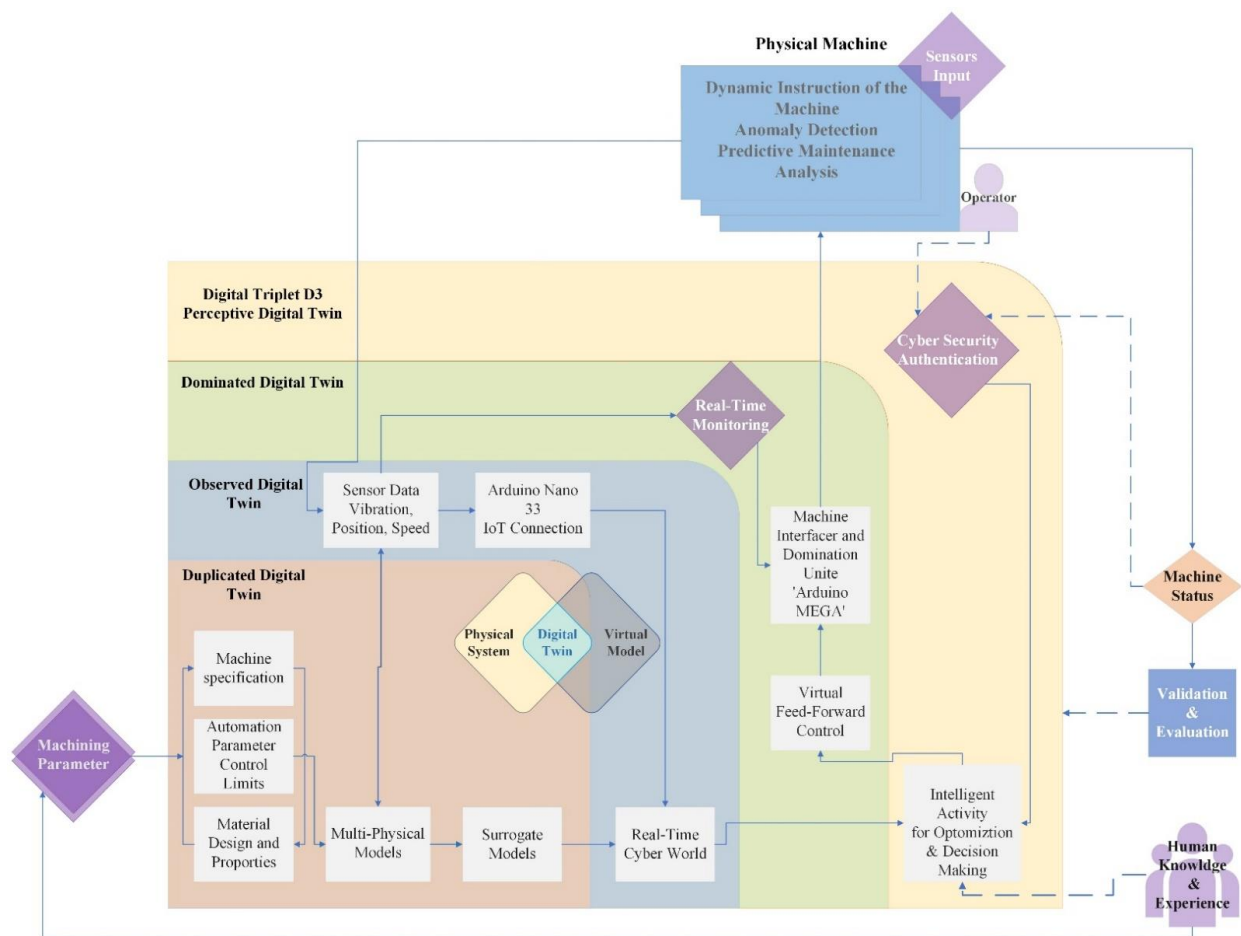 Physical Machine
Sensors
Input
Dynamic Instruction of the
Machine
Anomaly Detection
Predictive Maintenance
Analysis
Operator
Digital Triplet D3
Perceptive Digital Twin
Cyber Security
Authentication
Dominated Digital Twin
Real-Time
Monitoring
Observed Digital
Twin
Sensor Data
Vibration,
Position, Speed
Arduino Nano
33
IoT Connection
Machine
Interfacer and
Domination
Unite
'Arduino
MEGA'
Duplicated Digital
Twin
Machine
Status
Physical
System
Digital
Twin
Virtual
Model
Machine
specification
Virtual
Feed-Forward
Control
Validation
&
Evaluation
Machining
Parameter
Automation
Parameter
Control
Limits
Material
Design and
Proporties
Multi-Physical
Models
Surrogate
Models
Real-Time
Cyber World
Intelligent
Activity
for Optomiztion
& Decision
Making
Human
Knowldge
&
Experience